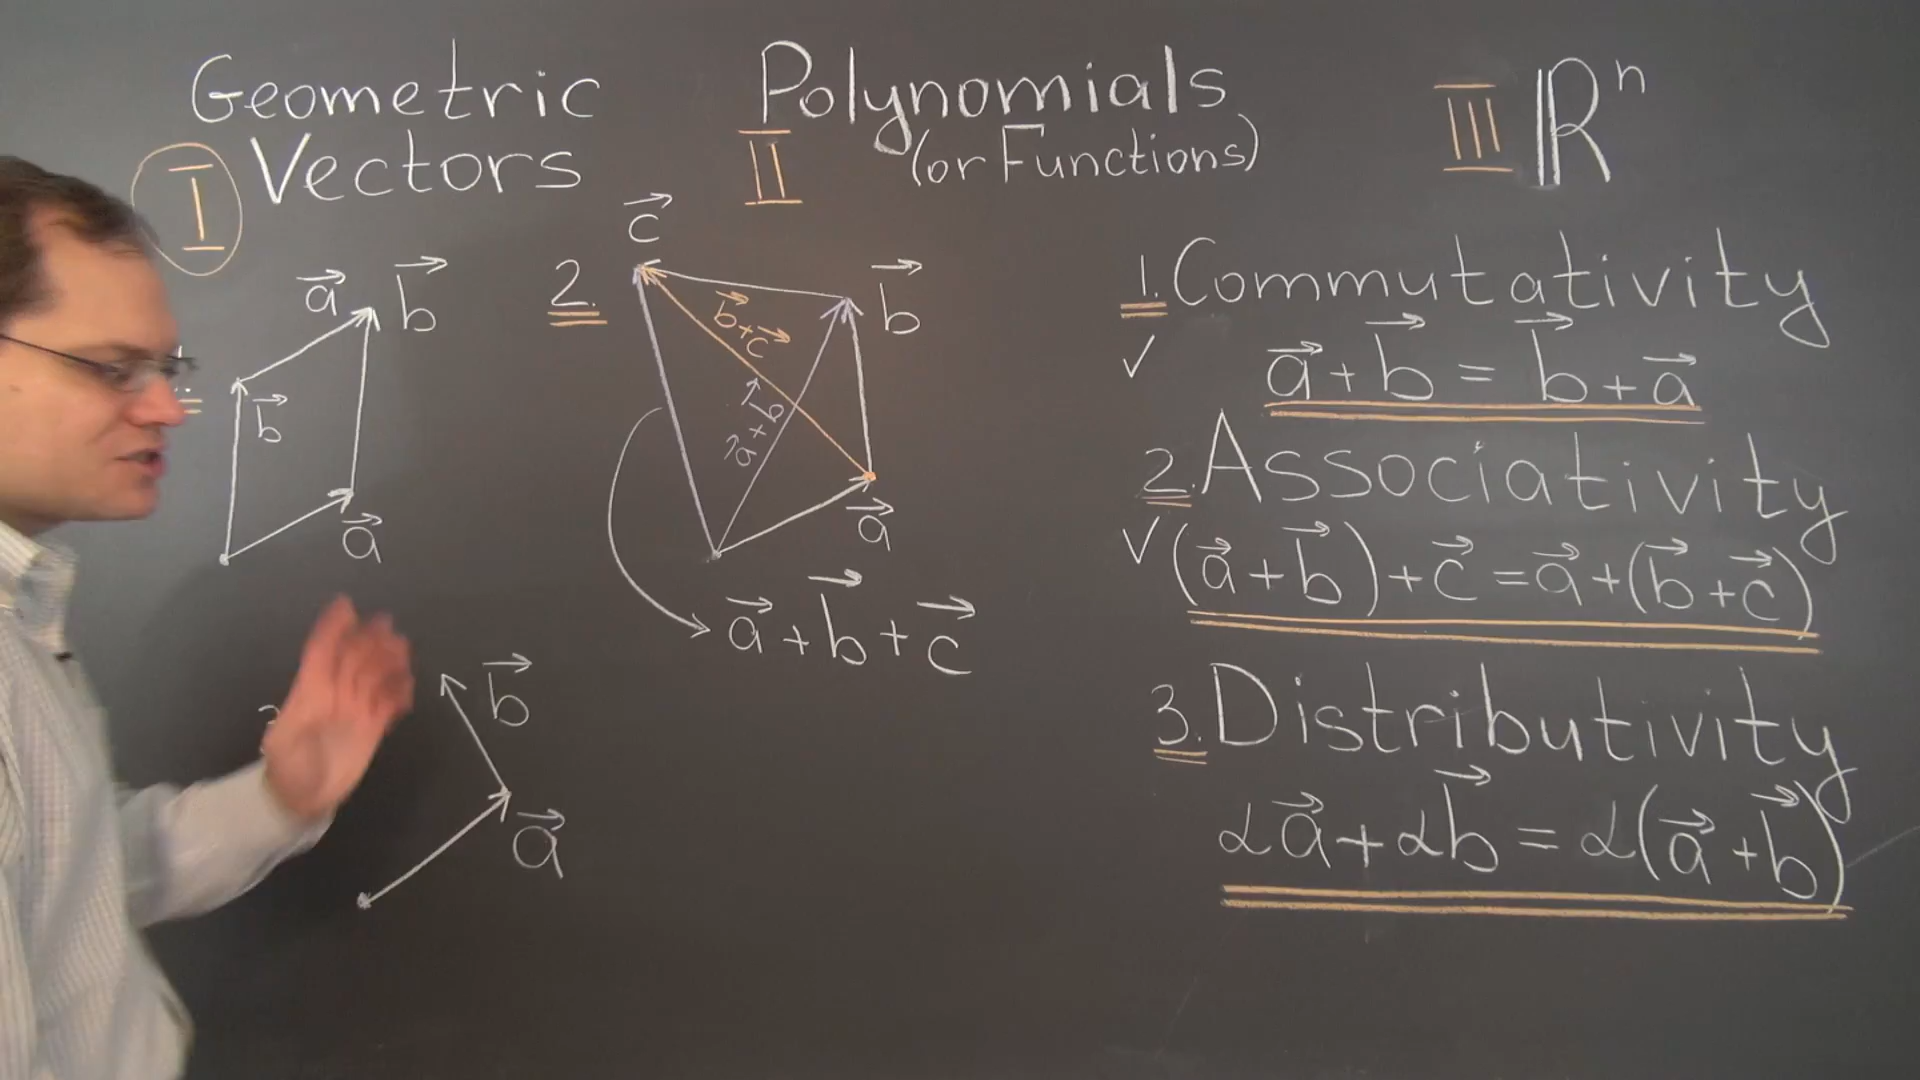 Geometric
I Vectors
Polynomials
II (or Functions)
III ℝⁿ
a⃗ b⃗
b⃗
a⃗
2.
c⃗
b⃗
b⃗+c⃗
a⃗+b⃗
a⃗
a⃗+b⃗+c⃗
b⃗
a⃗
1. Commutativity
✓ a⃗+b⃗=b⃗+a⃗
2. Associativity
✓ (a⃗+b⃗)+c⃗=a⃗+(b⃗+c⃗)
3. Distributivity
αa⃗+αb⃗=α(a⃗+b⃗)